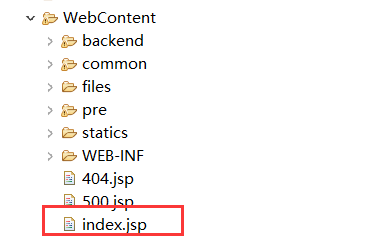 WebContent
backend
common
files
pre
statics
WEB-INF
404.jsp
500.jsp
index.jsp